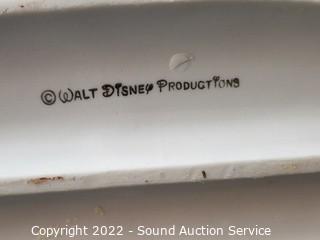 ©WALT DISNEY PRODUCTIONS
Copyright 2022 - Sound Auction Service